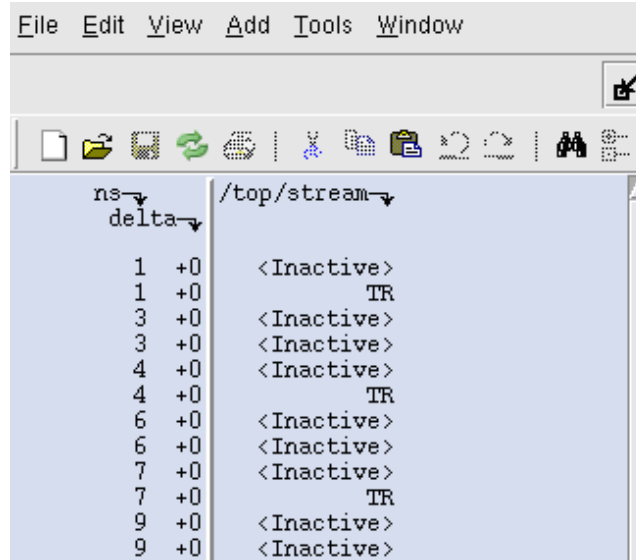 File Edit View Add Tools Window
ns /top/stream
delta
1 +0 <Inactive>
1 +0 TR
3 +0 <Inactive>
3 +0 <Inactive>
4 +0 <Inactive>
4 +0 TR
6 +0 <Inactive>
6 +0 <Inactive>
7 +0 <Inactive>
7 +0 TR
9 +0 <Inactive>
9 +0 <Inactive>